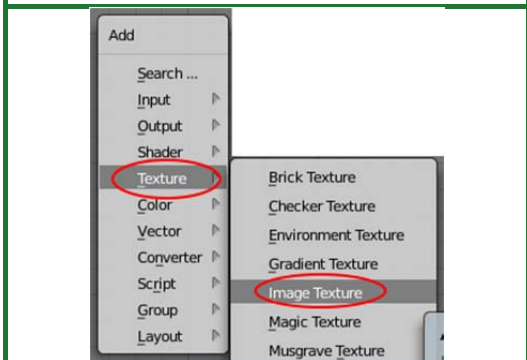 Add
Search ...
Input
Output
Shader
Texture
Color
Vector
Converter
Script
Group
Layout
Brick Texture
Checker Texture
Environment Texture
Gradient Texture
Image Texture
Magic Texture
Musgrave Texture